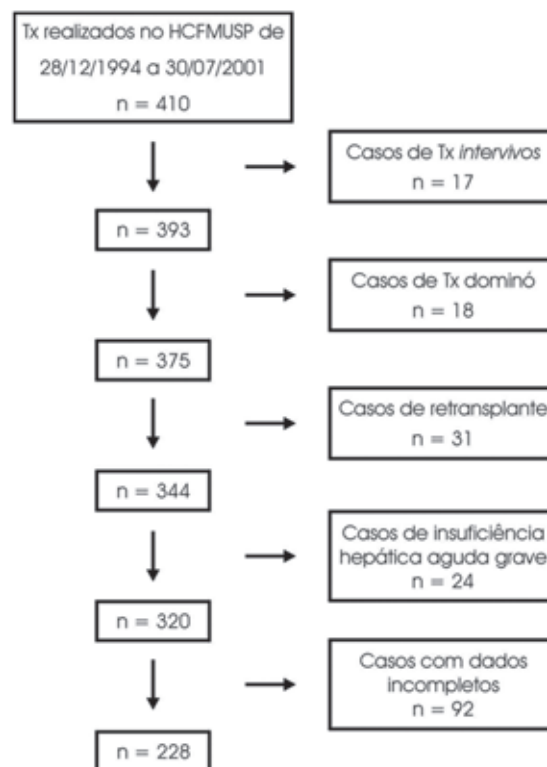 Tx realizados no HCFMUSP de
28/12/1994 a 30/07/2001
n = 410
Casos de Tx intervivos
n = 17
n = 393
Casos de Tx dominó
n = 18
n = 375
Casos de retransplante
n = 31
n = 344
Casos de insuficiência
hepática aguda grave
n = 24
n = 320
Casos com dados
incompletos
n = 92
n = 228